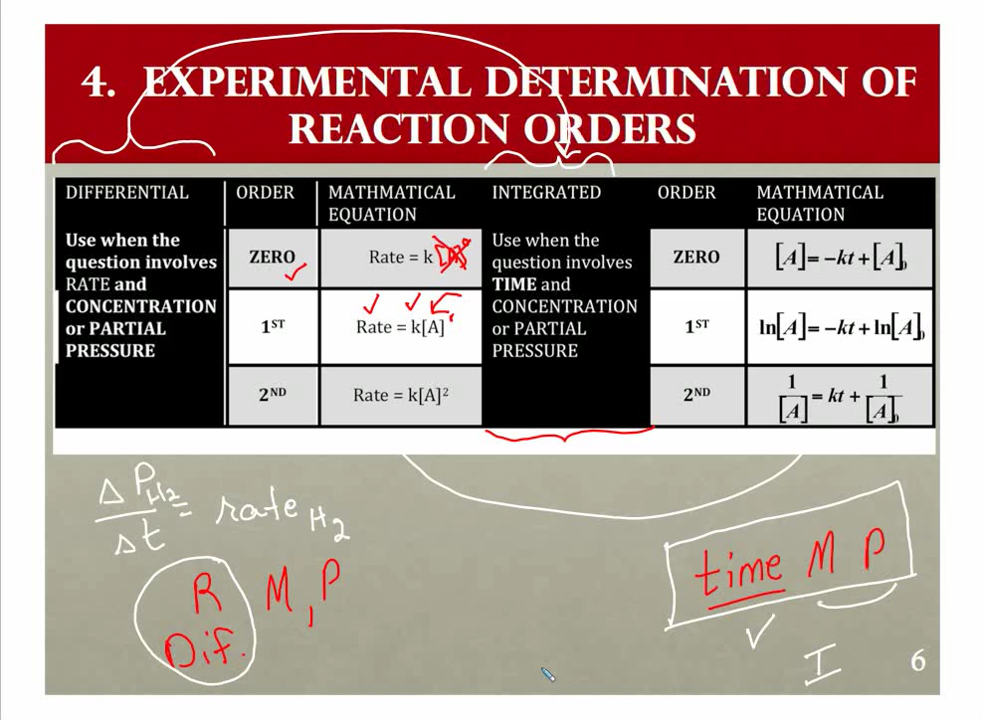 4. EXPERIMENTAL DETERMINATION OF
REACTION ORDERS
DIFFERENTIAL
Use when the
question involves
RATE and
CONCENTRATION
or PARTIAL
PRESSURE
ORDER
MATHMATICAL
EQUATION
ZERO
Rate = k
1ST
Rate = k[A]
2ND
Rate = k[A]²
INTEGRATED
Use when the
question involves
TIME and
CONCENTRATION
or PARTIAL
PRESSURE
ORDER
MATHMATICAL
EQUATION
ZERO
[A] = -kt + [A]₀
1ST
ln[A] = -kt + ln[A]₀
2ND
1/[A] = kt + 1/[A]₀
ΔP_H₂/Δt = rate H₂
R M, P
Dif.
time M P
I
6